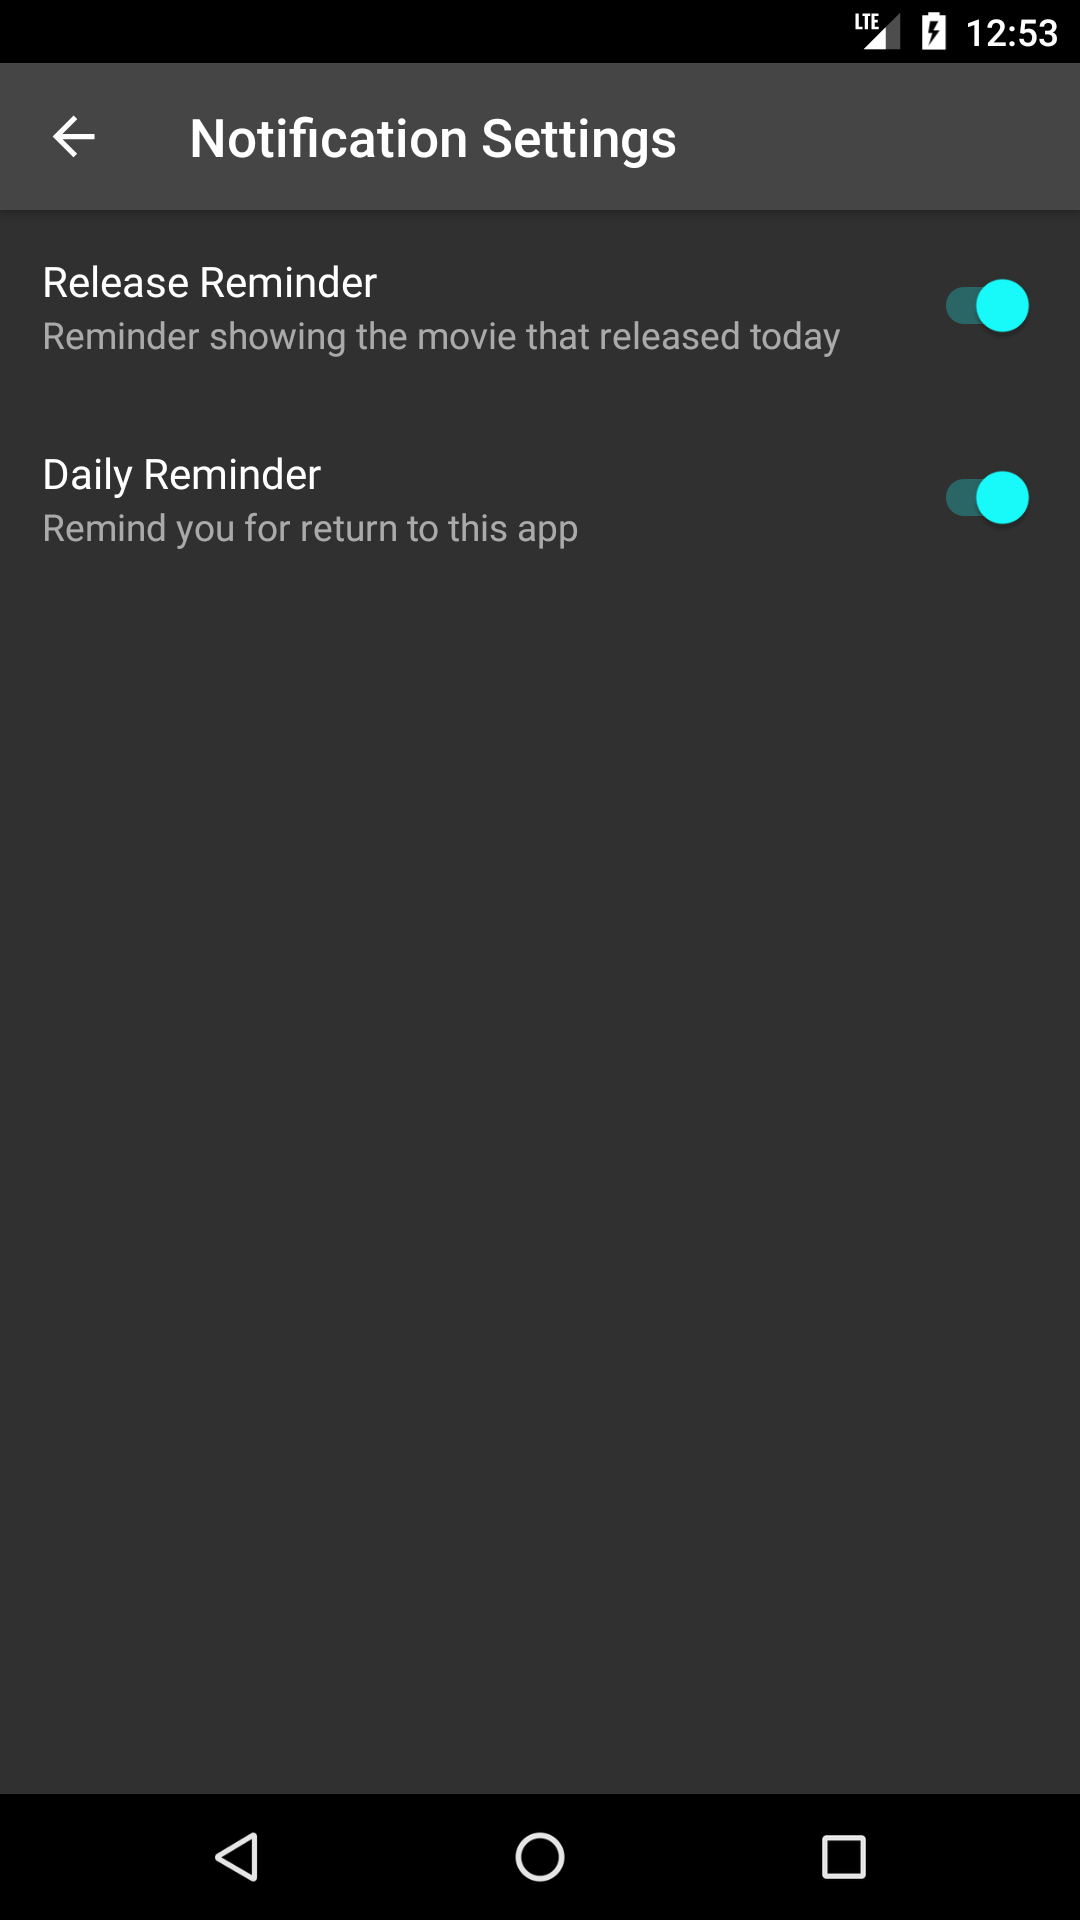 LTE 12:53
Notification Settings
Release Reminder
Reminder showing the movie that released today
Daily Reminder
Remind you for return to this app